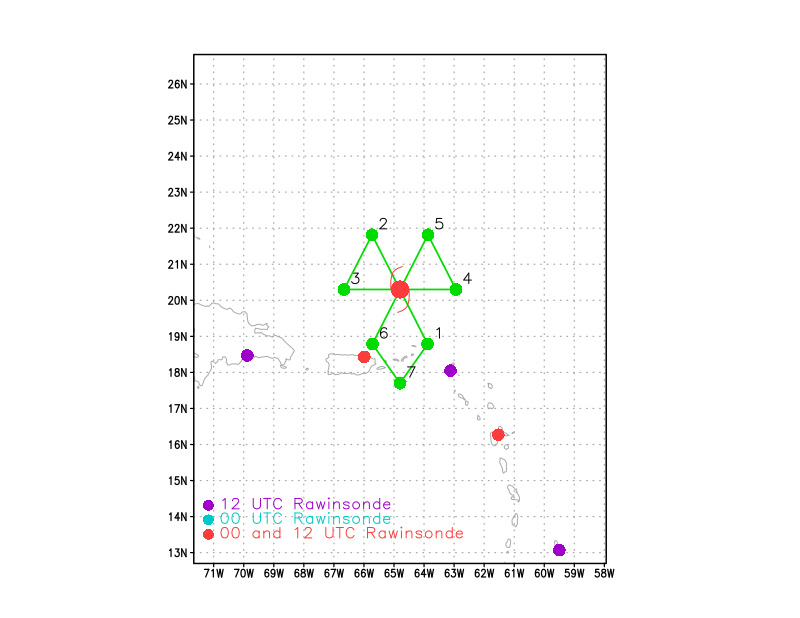 26N
25N
24N
23N
22N
21N
20N
19N
18N
17N
16N
15N
14N
13N
2
5
3
4
6
1
7
12 UTC Rawinsonde
00 UTC Rawinsonde
00 and 12 UTC Rawinsonde
71W 70W 69W 68W 67W 66W 65W 64W 63W 62W 61W 60W 59W 58W